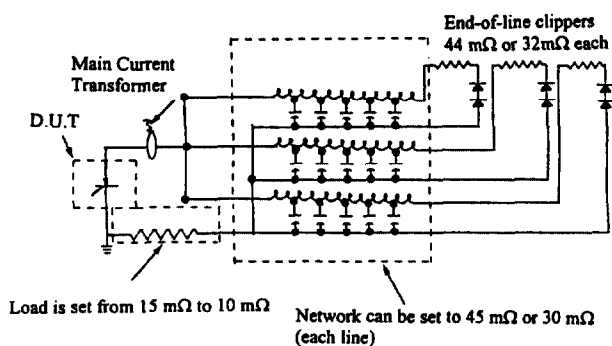 End-of-line clippers
44 mΩ or 32mΩ each
Main Current
Transformer
D.U.T
Load is set from 15 mΩ to 10 mΩ
Network can be set to 45 mΩ or 30 mΩ
(each line)